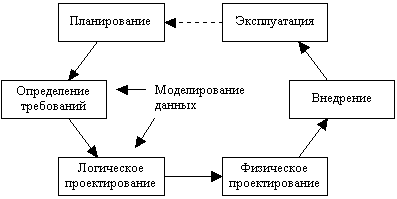 Планирование
Эксплуатация
Определение
требований
Моделирование
данных
Внедрение
Логическое
проектирование
Физическое
проектирование